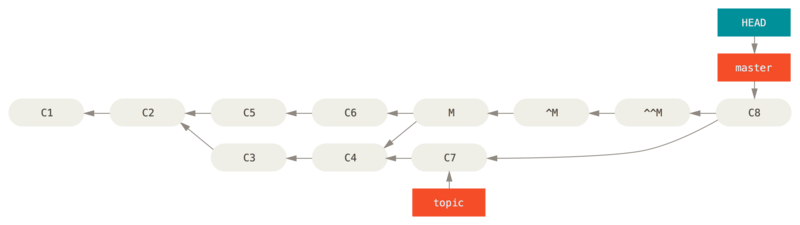 HEAD
master
C1 C2 C5 C6 M ^M ^^M C8
C3 C4 C7
topic